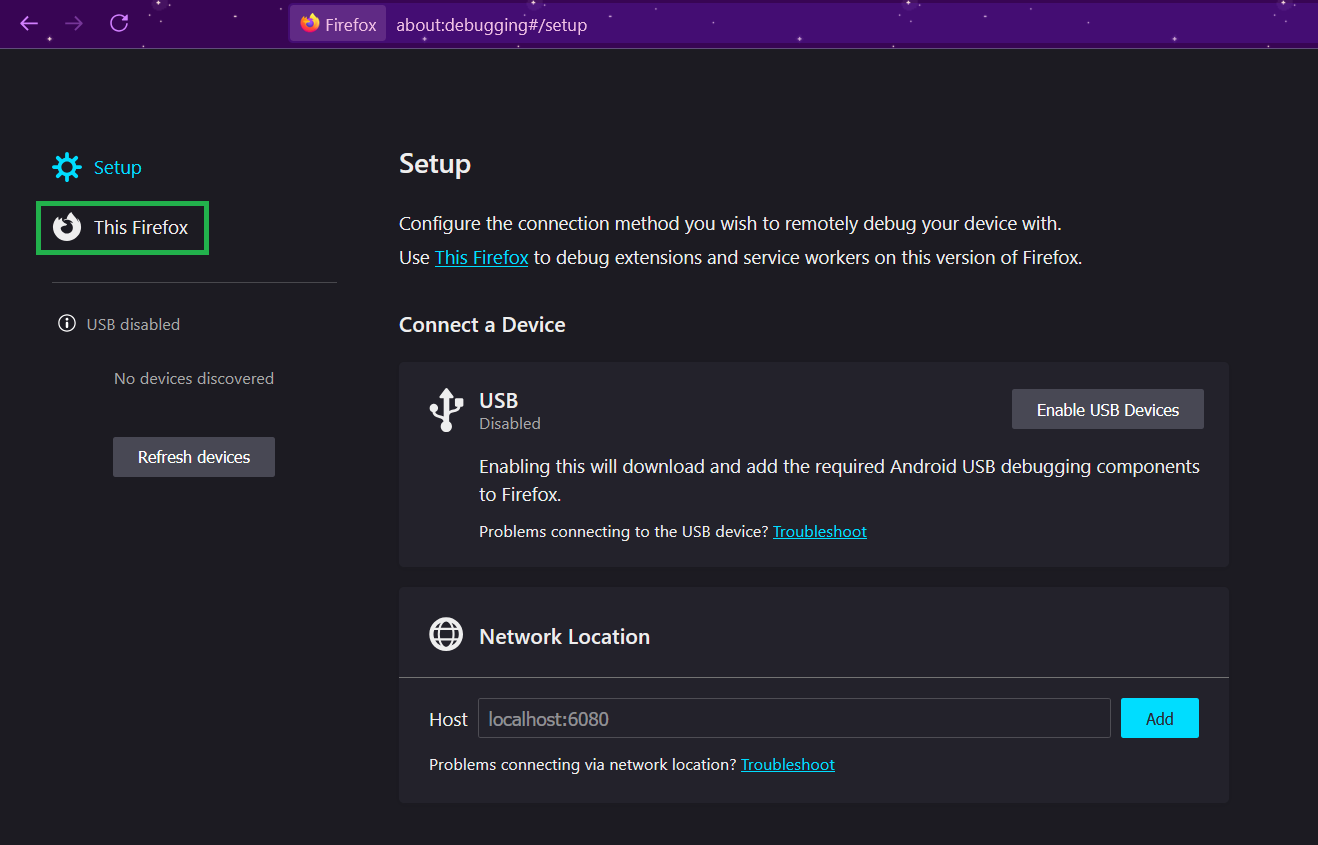 Firefox about:debugging#/setup
Setup
This Firefox
USB disabled
No devices discovered
Refresh devices
Setup
Configure the connection method you wish to remotely debug your device with.
Use This Firefox to debug extensions and service workers on this version of Firefox.
Connect a Device
USB
Disabled
Enable USB Devices
Enabling this will download and add the required Android USB debugging components
to Firefox.
Problems connecting to the USB device? Troubleshoot
Network Location
Host localhost:6080 Add
Problems connecting via network location? Troubleshoot